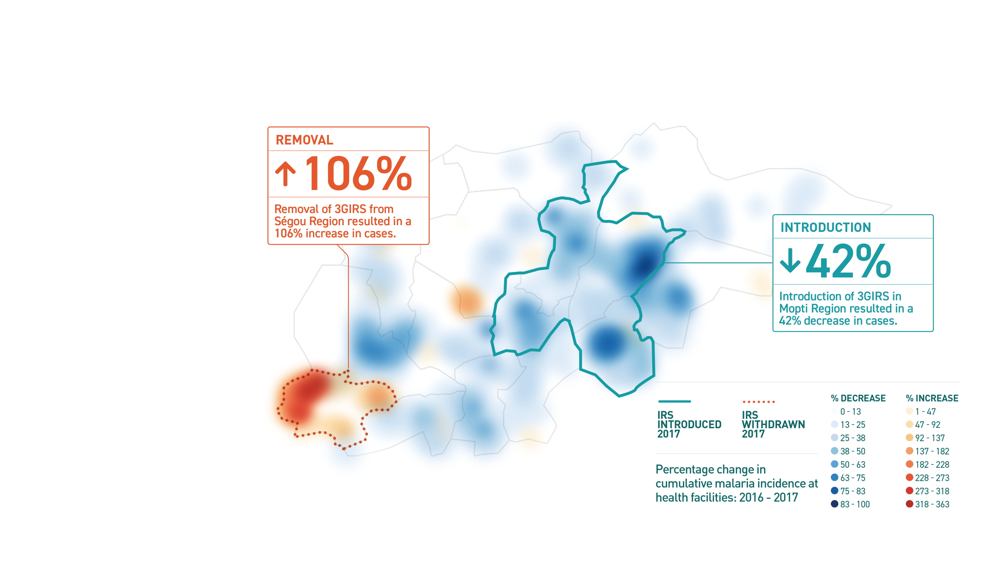 REMOVAL
↑106%
Removal of 3GIRS from
Ségou Region resulted in a
106% increase in cases.
INTRODUCTION
↓42%
Introduction of 3GIRS in
Mopti Region resulted in a
42% decrease in cases.
IRS
INTRODUCED
2017
IRS
WITHDRAWN
2017
Percentage change in
cumulative malaria incidence at
health facilities: 2016 - 2017
% DECREASE
0 - 13
13 - 25
25 - 38
38 - 50
50 - 63
63 - 75
75 - 83
83 - 100
% INCREASE
1 - 47
47 - 92
92 - 137
137 - 182
182 - 228
228 - 273
273 - 318
318 - 363